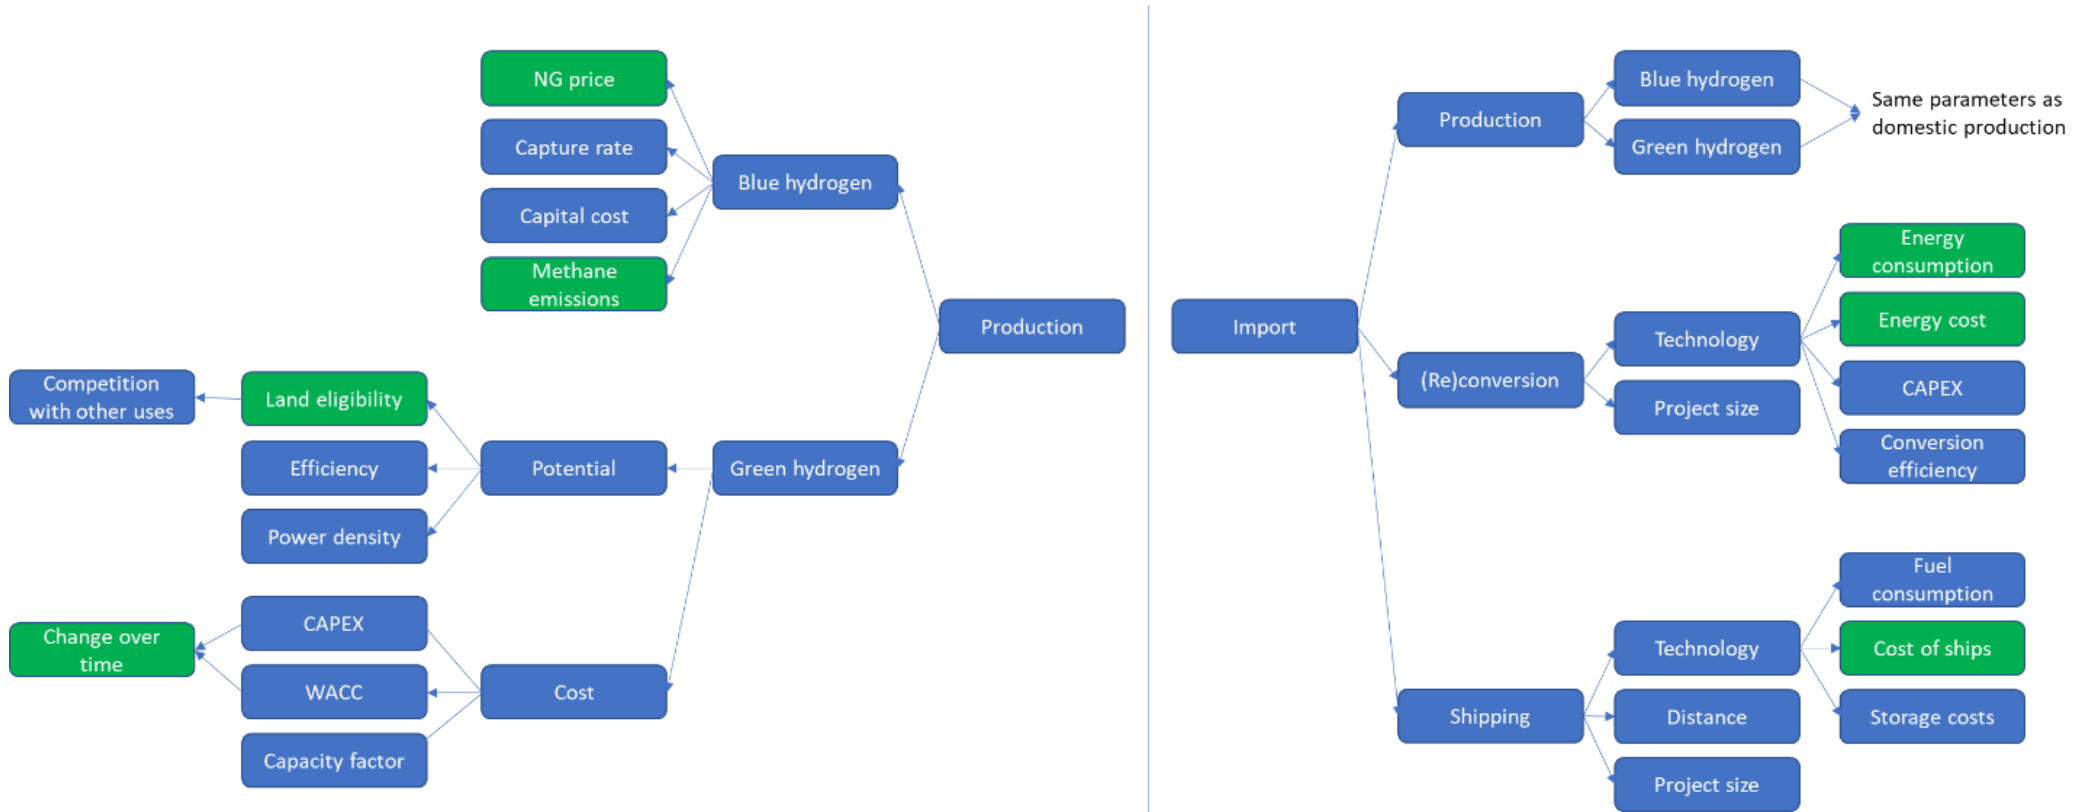 NG price
Capture rate
Capital cost
Methane
emissions
Blue hydrogen
Production
Competition
with other uses
Land eligibility
Efficiency
Power density
Potential
Green hydrogen
Change over
time
CAPEX
WACC
Capacity factor
Cost
Import
Production
Blue hydrogen
Green hydrogen
Same parameters as
domestic production
(Re)conversion
Technology
Project size
Energy
consumption
Energy cost
CAPEX
Conversion
efficiency
Shipping
Technology
Distance
Project size
Fuel
consumption
Cost of ships
Storage costs